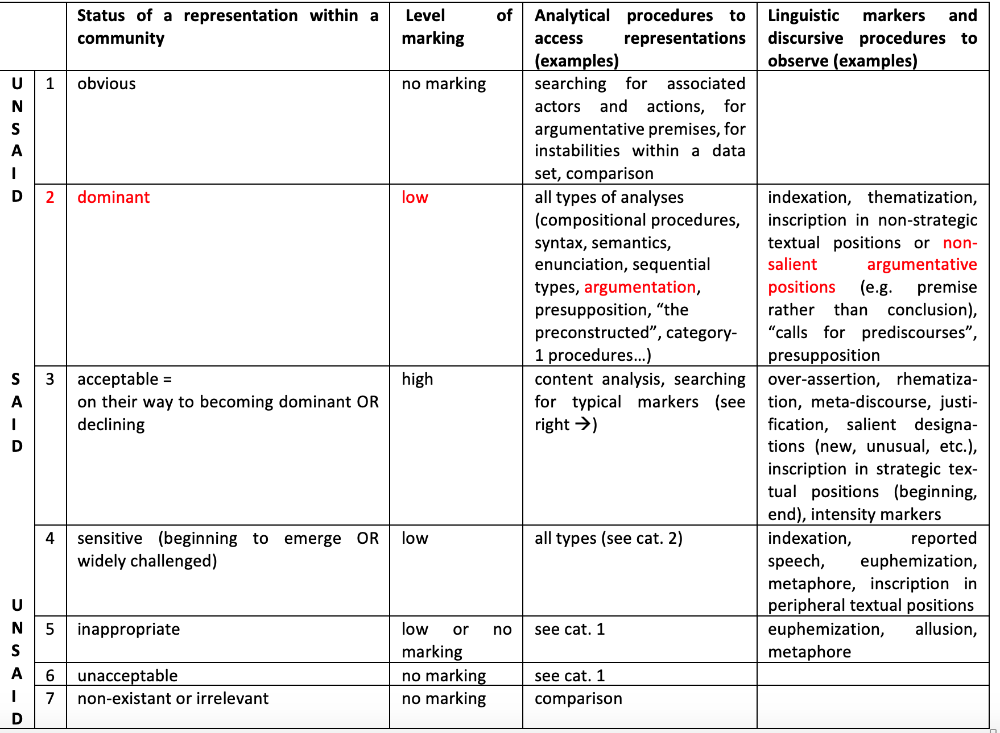 Status of a representation within a community
Level of marking
Analytical procedures to access representations (examples)
Linguistic markers and discursive procedures to observe (examples)
UNSAID
1
obvious
no marking
searching for associated
actors and actions, for
argumentative premises, for
instabilities within a data
set, comparison
2
dominant
low
all types of analyses
(compositional procedures,
syntax, semantics,
enunciation, sequential
types, argumentation,
presupposition, “the
preconstructed”, category-
1 procedures…)
indexation, thematization,
inscription in non-strategic
textual positions or non-
salient argumentative
positions (e.g. premise
rather than conclusion),
“calls for prediscourses”,
presupposition
SAID
3
acceptable =
on their way to becoming dominant OR
declining
high
content analysis, searching
for typical markers (see
right →)
over-assertion, rhematiza-
tion, meta-discourse, justi-
fication, salient designa-
tions (new, unusual, etc.),
inscription in strategic tex-
tual positions (beginning,
end), intensity markers
4
sensitive (beginning to emerge OR
widely challenged)
low
all types (see cat. 2)
indexation, reported
speech, euphemization,
metaphore, inscription in
peripheral textual positions
UNSAID
5
inappropriate
low or no
marking
see cat. 1
euphemization, allusion,
metaphore
6
unacceptable
no marking
see cat. 1
7
non-existant or irrelevant
no marking
comparison